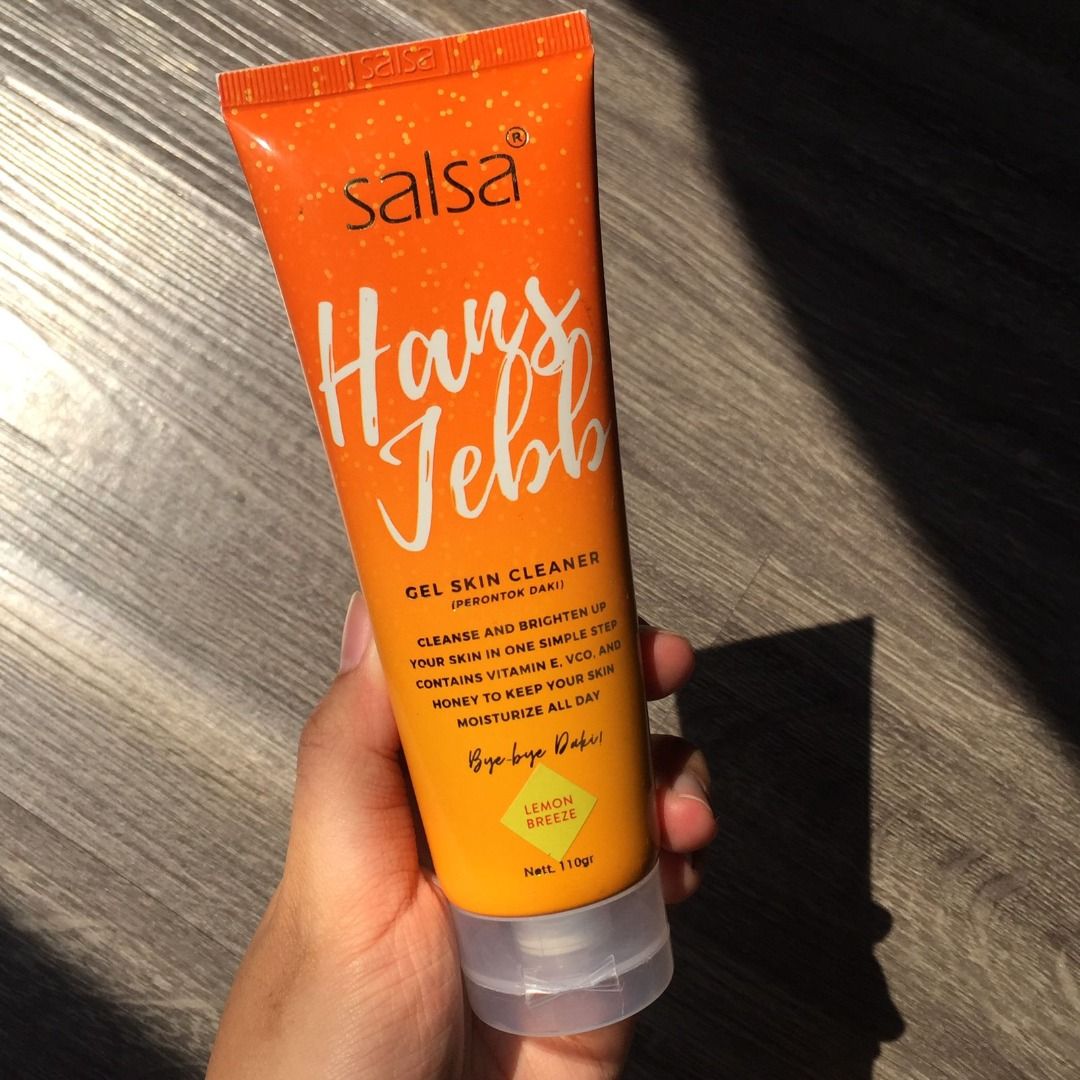 salsa
salsa®
Hans
Jebb
GEL SKIN CLEANER
(PERONTOK DAKI)
CLEANSE AND BRIGHTEN UP
YOUR SKIN IN ONE SIMPLE STEP
CONTAINS VITAMIN E, VCO, AND
HONEY TO KEEP YOUR SKIN
MOISTURIZE ALL DAY
Bye-bye Daki!
LEMON
BREEZE
Nett. 110gr